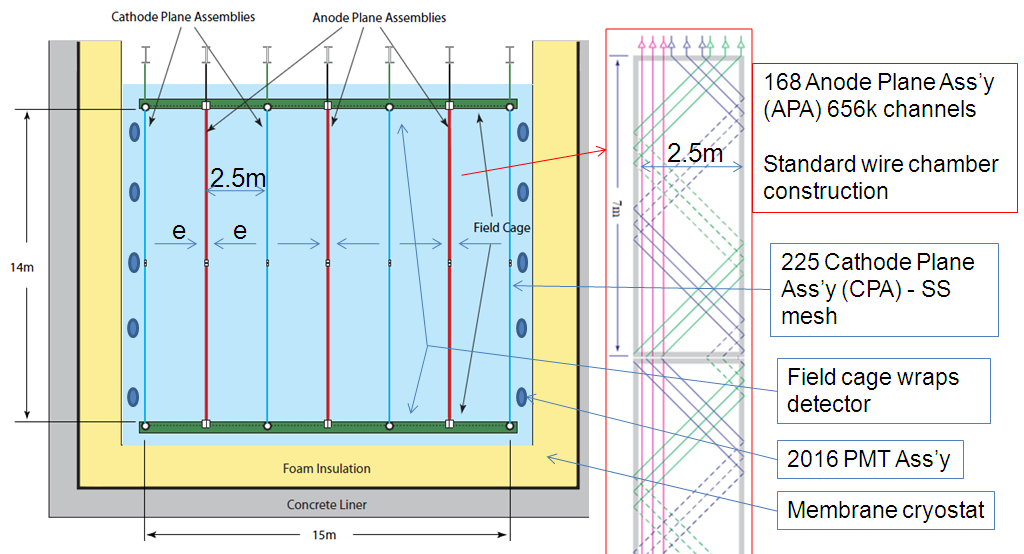 Cathode Plane Assemblies
Anode Plane Assemblies
2.5m
e
e
Field Cage
14m
Foam Insulation
Concrete Liner
15m
2.5m
7m
168 Anode Plane Ass'y
(APA) 656k channels
Standard wire chamber
construction
225 Cathode Plane
Ass'y (CPA) - SS
mesh
Field cage wraps
detector
2016 PMT Ass'y
Membrane cryostat